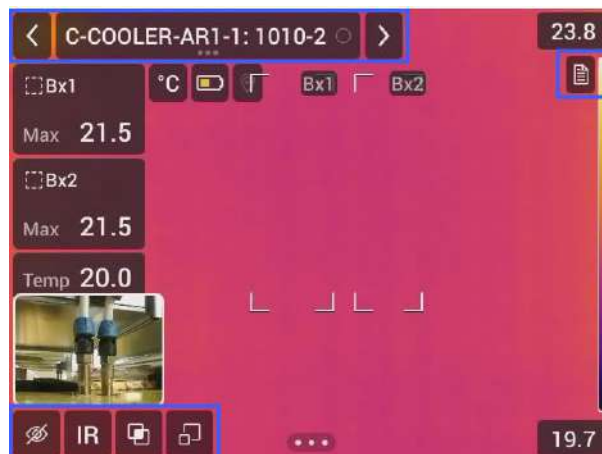 C-COOLER-AR1-1: 1010-2
23.8
Bx1
°C
Bx1
Bx2
Max 21.5
Bx2
Max 21.5
Temp 20.0
IR
19.7